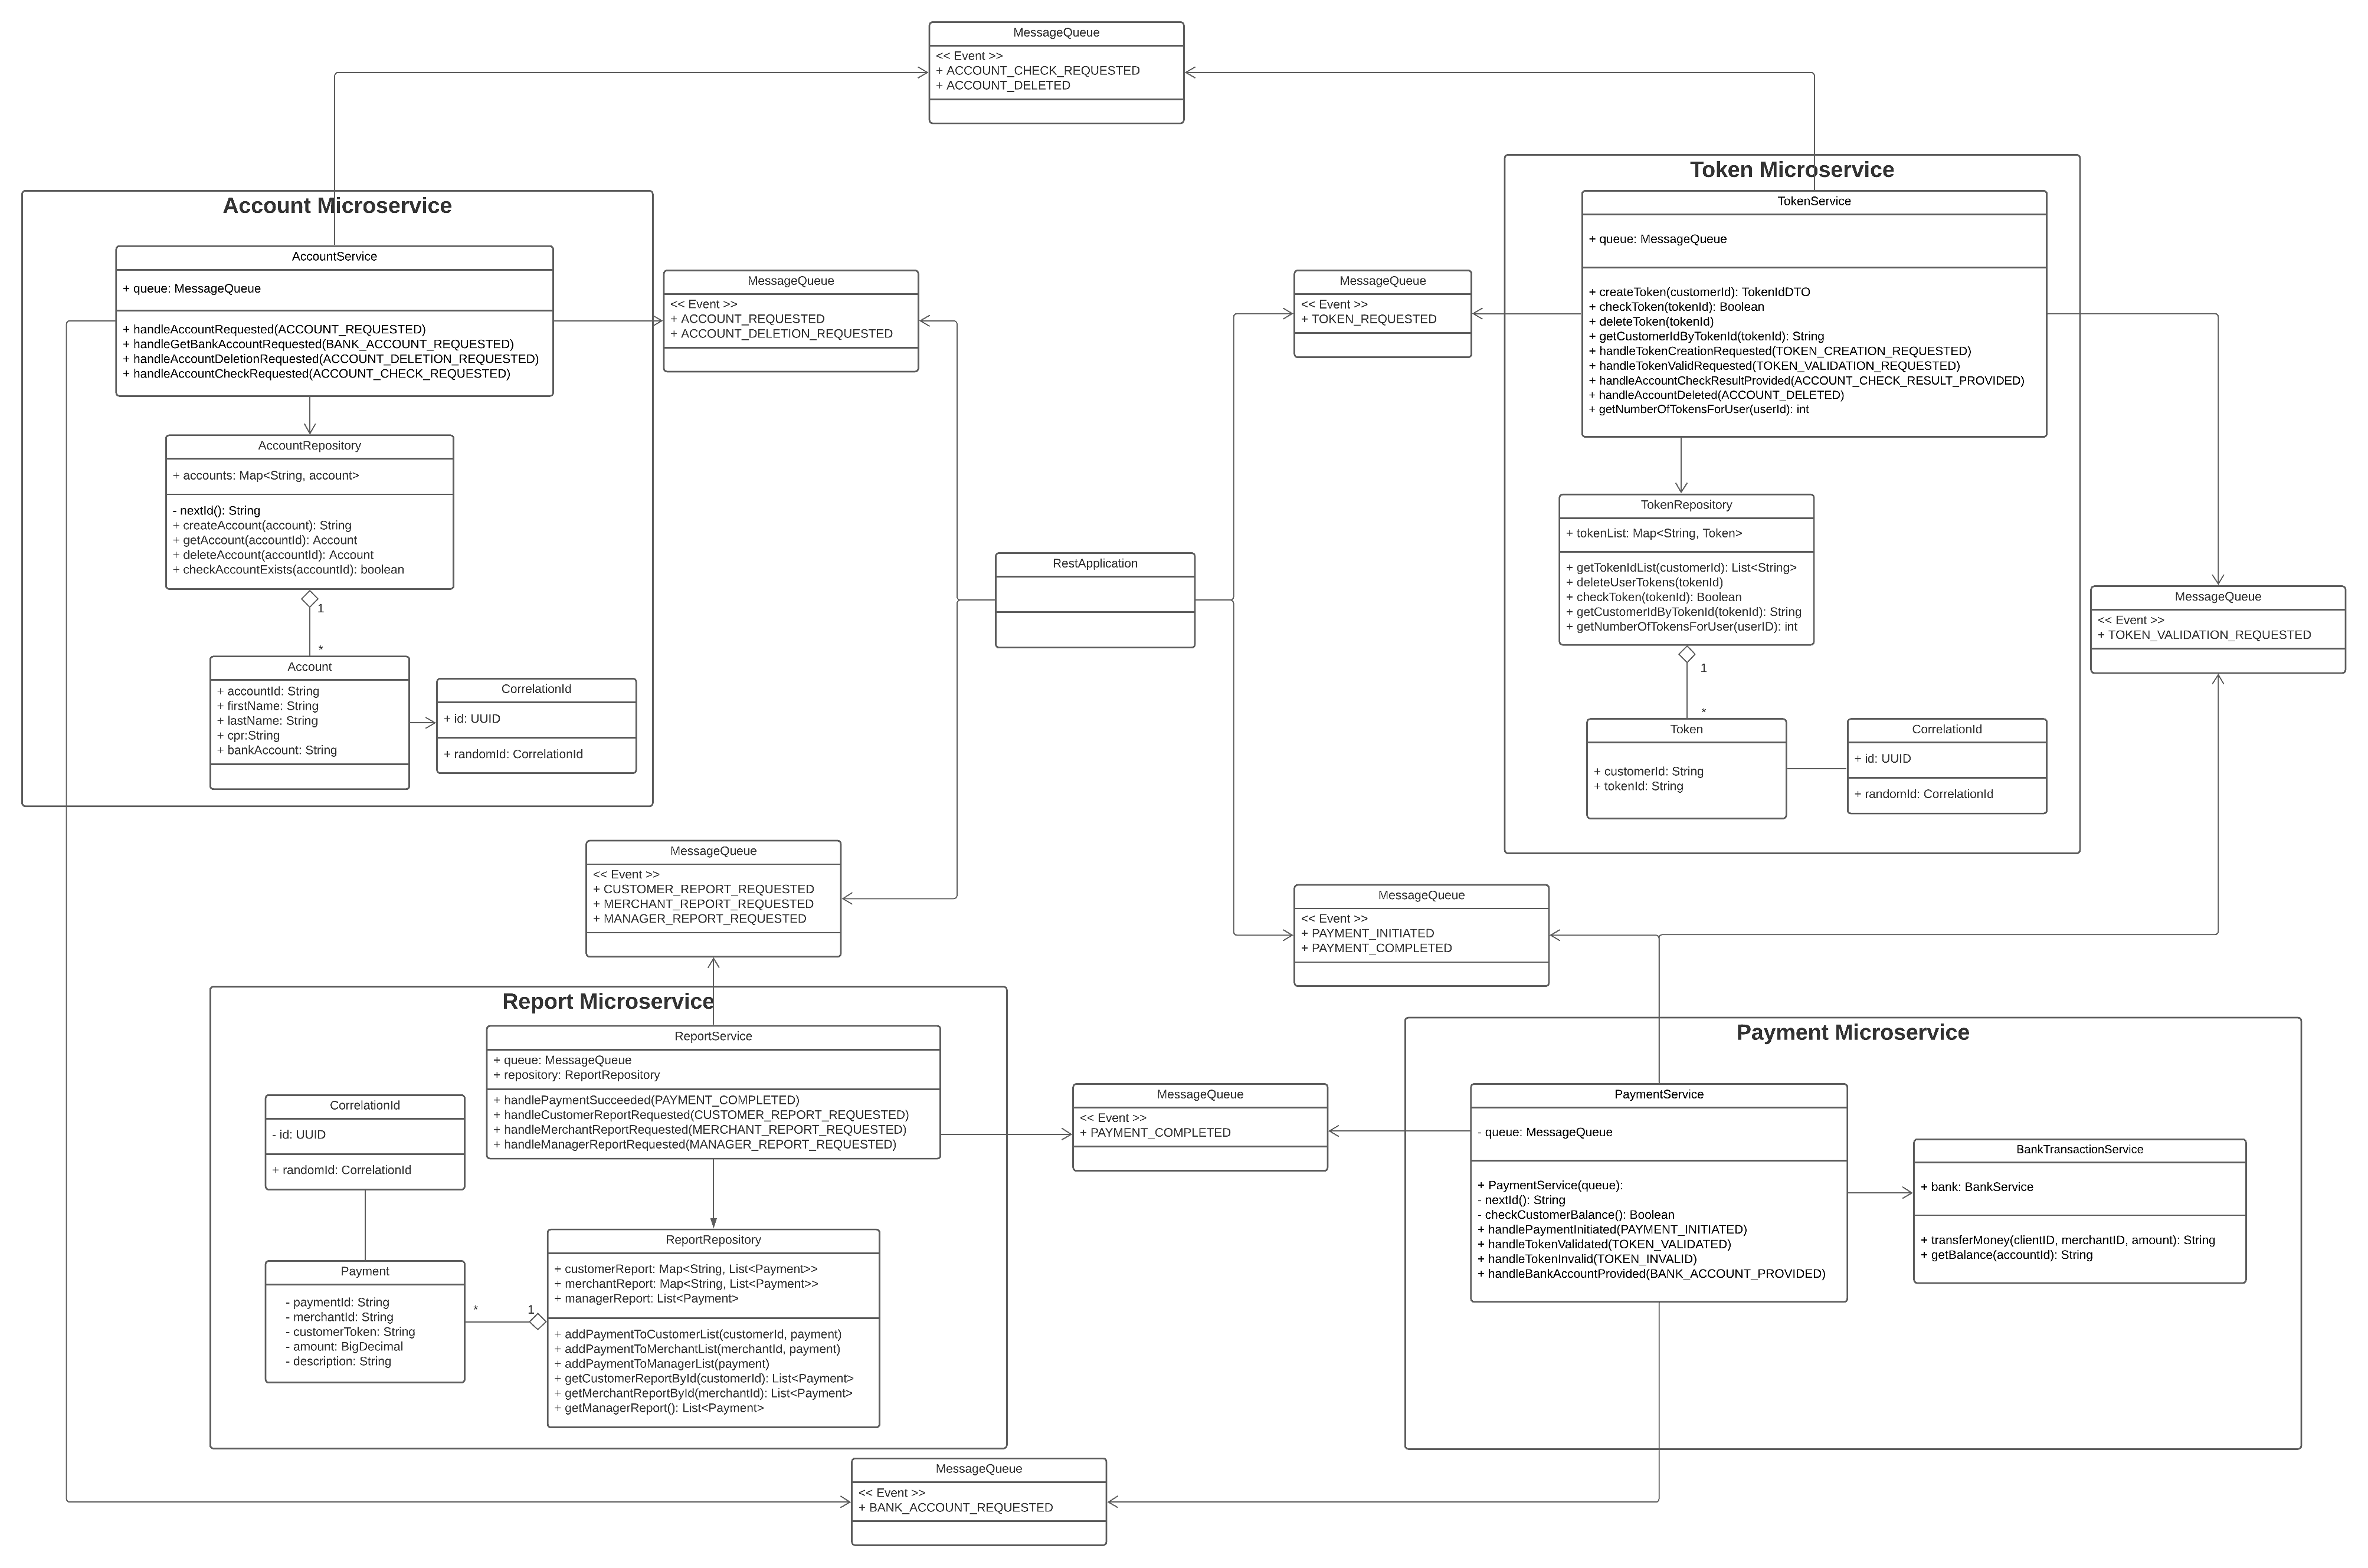 MessageQueue
<< Event >>
+ ACCOUNT_CHECK_REQUESTED
+ ACCOUNT_DELETED
Account Microservice
AccountService
+ queue: MessageQueue
+ handleAccountRequested(ACCOUNT_REQUESTED)
+ handleGetBankAccountRequested(BANK_ACCOUNT_REQUESTED)
+ handleAccountDeletionRequested(ACCOUNT_DELETION_REQUESTED)
+ handleAccountCheckRequested(ACCOUNT_CHECK_REQUESTED)
AccountRepository
+ accounts: Map<String, account>
- nextId(): String
+ createAccount(account): String
+ getAccount(accountId): Account
+ deleteAccount(accountId): Account
+ checkAccountExists(accountId): boolean
1
*
Account
+ accountId: String
+ firstName: String
+ lastName: String
+ cpr:String
+ bankAccount: String
CorrelationId
+ id: UUID
+ randomId: CorrelationId
MessageQueue
<< Event >>
+ ACCOUNT_REQUESTED
+ ACCOUNT_DELETION_REQUESTED
RestApplication
MessageQueue
<< Event >>
+ TOKEN_REQUESTED
Token Microservice
TokenService
+ queue: MessageQueue
+ createToken(customerId): TokenIdDTO
+ checkToken(tokenId): Boolean
+ deleteToken(tokenId)
+ getCustomerIdByTokenId(tokenId): String
+ handleTokenCreationRequested(TOKEN_CREATION_REQUESTED)
+ handleTokenValidRequested(TOKEN_VALIDATION_REQUESTED)
+ handleAccountCheckResultProvided(ACCOUNT_CHECK_RESULT_PROVIDED)
+ handleAccountDeleted(ACCOUNT_DELETED)
+ getNumberOfTokensForUser(userId): int
TokenRepository
+ tokenList: Map<String, Token>
+ getTokenIdList(customerId): List<String>
+ deleteUserTokens(tokenId)
+ checkToken(tokenId): Boolean
+ getCustomerIdByTokenId(tokenId): String
+ getNumberOfTokensForUser(userID): int
1
*
Token
+ customerId: String
+ tokenId: String
CorrelationId
+ id: UUID
+ randomId: CorrelationId
MessageQueue
<< Event >>
+ TOKEN_VALIDATION_REQUESTED
MessageQueue
<< Event >>
+ CUSTOMER_REPORT_REQUESTED
+ MERCHANT_REPORT_REQUESTED
+ MANAGER_REPORT_REQUESTED
MessageQueue
<< Event >>
+ PAYMENT_INITIATED
+ PAYMENT_COMPLETED
Report Microservice
ReportService
+ queue: MessageQueue
+ repository: ReportRepository
+ handlePaymentSucceeded(PAYMENT_COMPLETED)
+ handleCustomerReportRequested(CUSTOMER_REPORT_REQUESTED)
+ handleMerchantReportRequested(MERCHANT_REPORT_REQUESTED)
+ handleManagerReportRequested(MANAGER_REPORT_REQUESTED)
CorrelationId
- id: UUID
+ randomId: CorrelationId
Payment
- paymentId: String
- merchantId: String
- customerToken: String
- amount: BigDecimal
- description: String
*
1
ReportRepository
+ customerReport: Map<String, List<Payment>>
+ merchantReport: Map<String, List<Payment>>
+ managerReport: List<Payment>
+ addPaymentToCustomerList(customerId, payment)
+ addPaymentToMerchantList(merchantId, payment)
+ addPaymentToManagerList(payment)
+ getCustomerReportById(customerId): List<Payment>
+ getMerchantReportById(merchantId): List<Payment>
+ getManagerReport(): List<Payment>
MessageQueue
<< Event >>
+ PAYMENT_COMPLETED
Payment Microservice
PaymentService
- queue: MessageQueue
+ PaymentService(queue):
- nextId(): String
- checkCustomerBalance(): Boolean
+ handlePaymentInitiated(PAYMENT_INITIATED)
+ handleTokenValidated(TOKEN_VALIDATED)
+ handleTokenInvalid(TOKEN_INVALID)
+ handleBankAccountProvided(BANK_ACCOUNT_PROVIDED)
BankTransactionService
+ bank: BankService
+ transferMoney(clientID, merchantID, amount): String
+ getBalance(accountId): String
MessageQueue
<< Event >>
+ BANK_ACCOUNT_REQUESTED